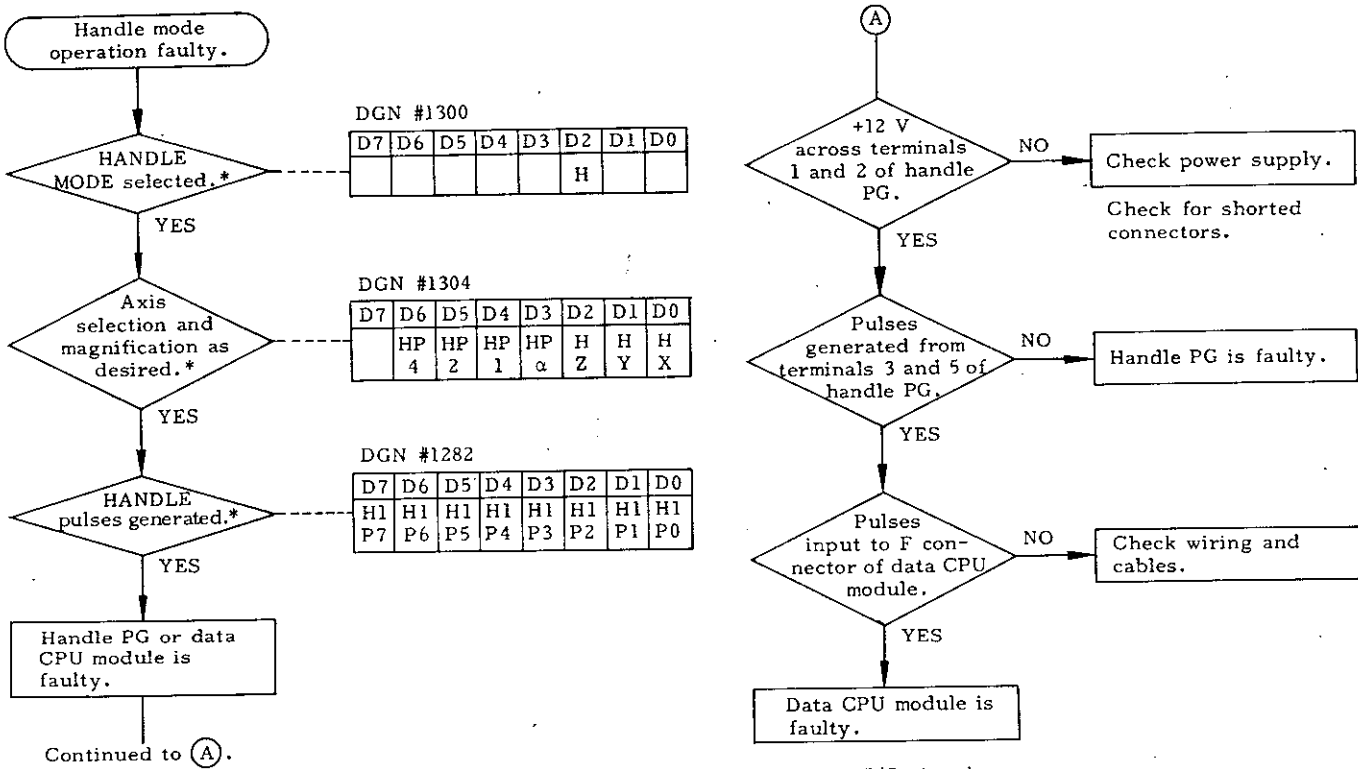 Handle mode
operation faulty.
HANDLE
MODE selected.*
DGN #1300
D7 D6 D5 D4 D3 D2 D1 D0
H
YES
Axis
selection and
magnification as
desired.*
DGN #1304
D7 D6 D5 D4 D3 D2 D1 D0
HP HP HP HP H H H
4 2 1 α Z Y X
YES
HANDLE
pulses generated.*
DGN #1282
D7 D6 D5 D4 D3 D2 D1 D0
H1 H1 H1 H1 H1 H1 H1 H1
P7 P6 P5 P4 P3 P2 P1 P0
YES
Handle PG or data
CPU module is
faulty.
Continued to A.
A
+12 V
across terminals
1 and 2 of handle
PG.
NO
Check power supply.
Check for shorted
connectors.
YES
Pulses
generated from
terminals 3 and 5 of
handle PG.
NO
Handle PG is faulty.
YES
Pulses
input to F con-
nector of data CPU
module.
NO
Check wiring and
cables.
YES
Data CPU module is
faulty.